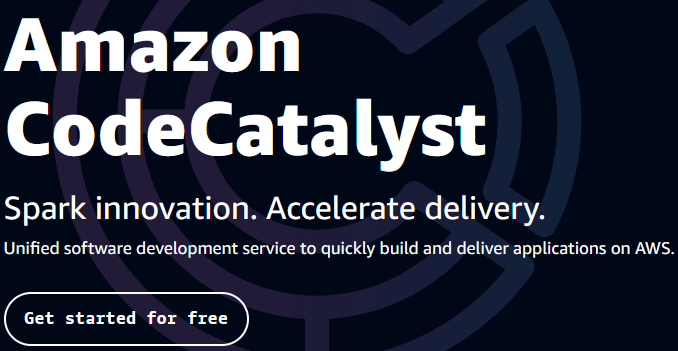 Amazon
CodeCatalyst
Spark innovation. Accelerate delivery.
Unified software development service to quickly build and deliver applications on AWS.
Get started for free